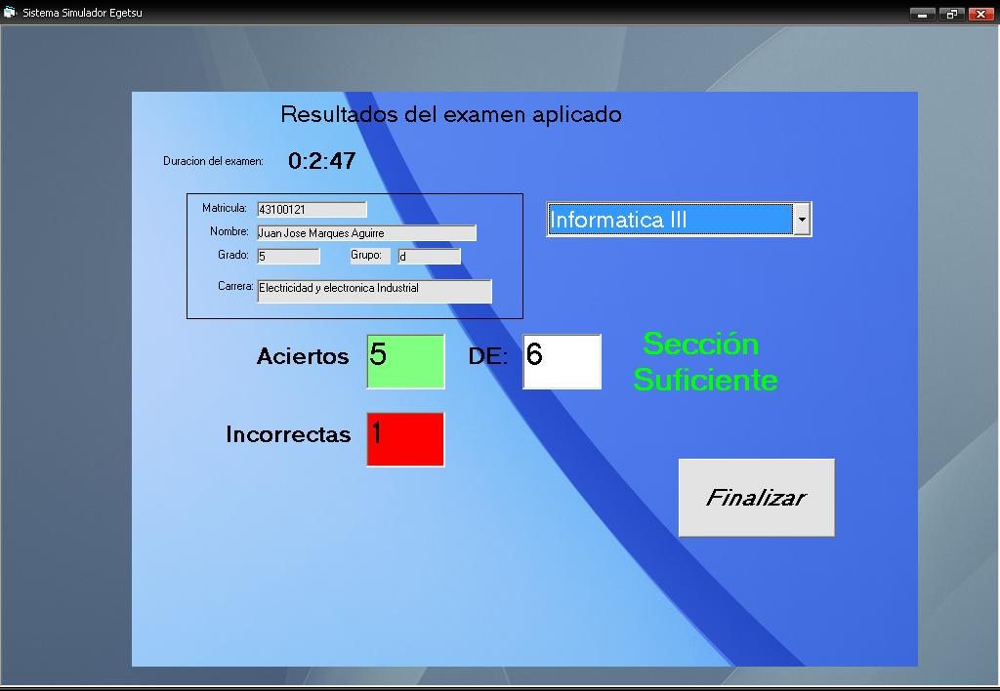 Sistema Simulador Egetsu
Resultados del examen aplicado
Duracion del examen: 0:2:47
Matricula: 43100121
Nombre: Juan Jose Marques Aguirre
Grado: 5 Grupo: d
Carrera: Electricidad y electronica Industrial
Informatica III
Aciertos 5 DE: 6
Sección
Suficiente
Incorrectas 1
Finalizar